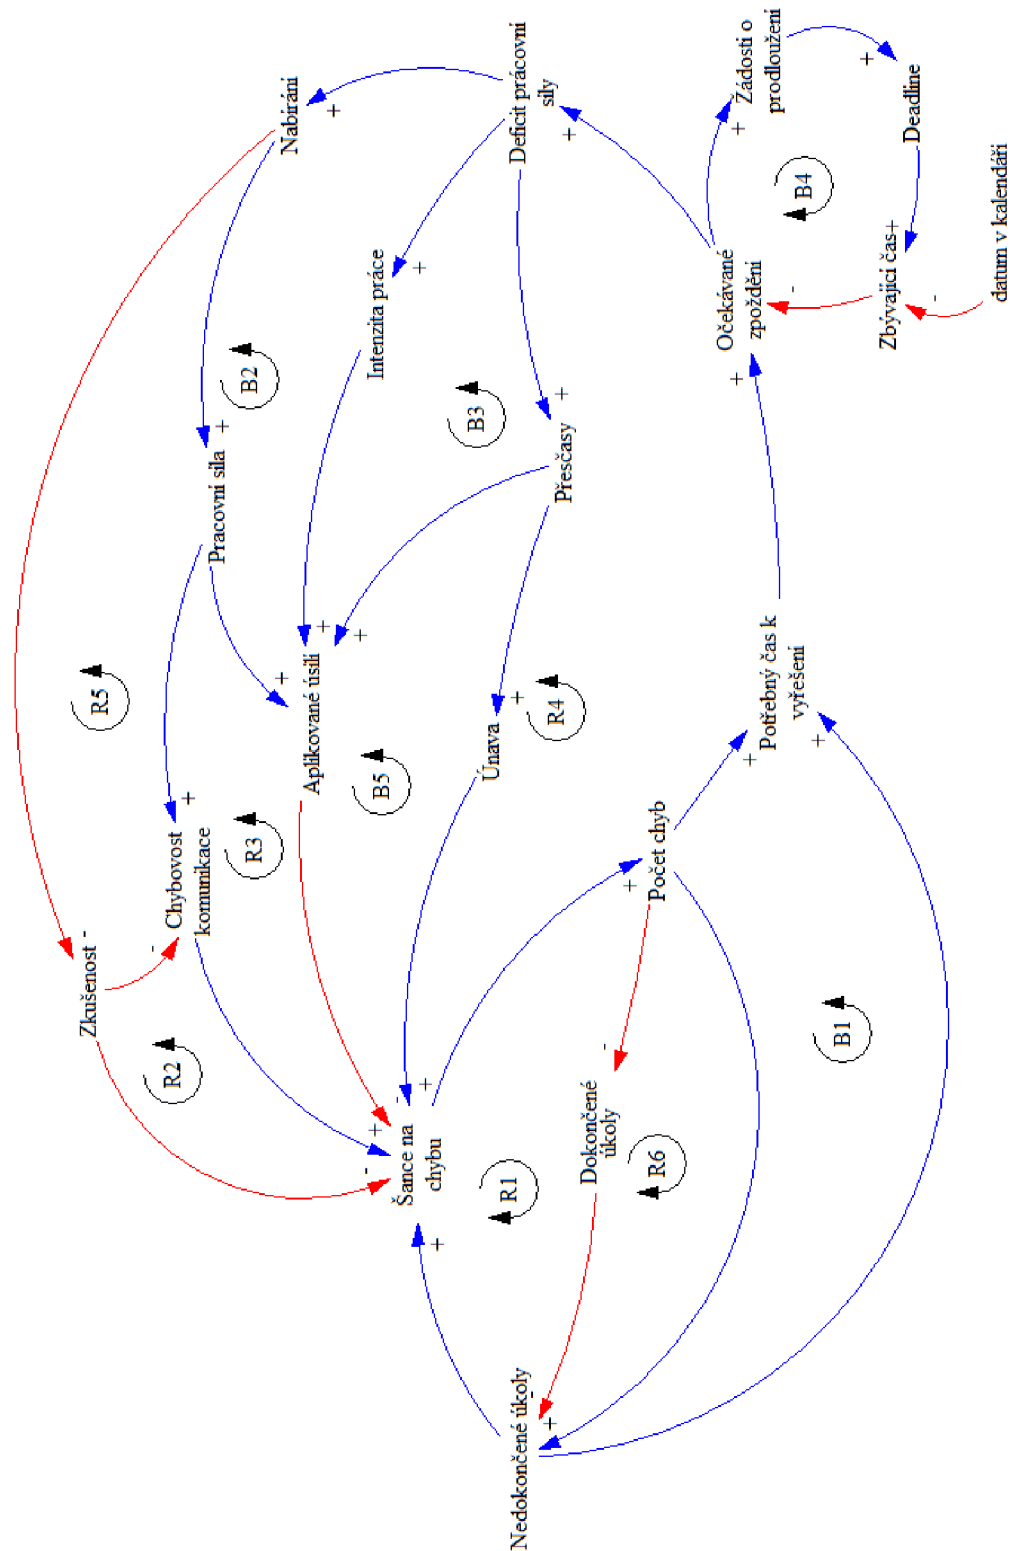 Zkušenost -
R5
R2
-
Chybovost
komunikace
+
Pracovní síla
+
R3
B2
Nabírání
+
Aplikované úsilí
+
+
+
Intenzita práce
+
B5
B3
-
+
-
Šance na
chybu
+
+
Únava
+
R4
Přesčasy
+
Deficit prácovní
síly
+
R1
Nedokončené úkoly
-
+
Dokončené
úkoly
-
R6
Počet chyb
+
Potřebný čas k
vyřešení
+
+
Očekávané
zpoždění
+
-
Žádosti o
prodloužení
+
B1
B4
Zbývající čas+
-
Deadline
+
datum v kalendáři